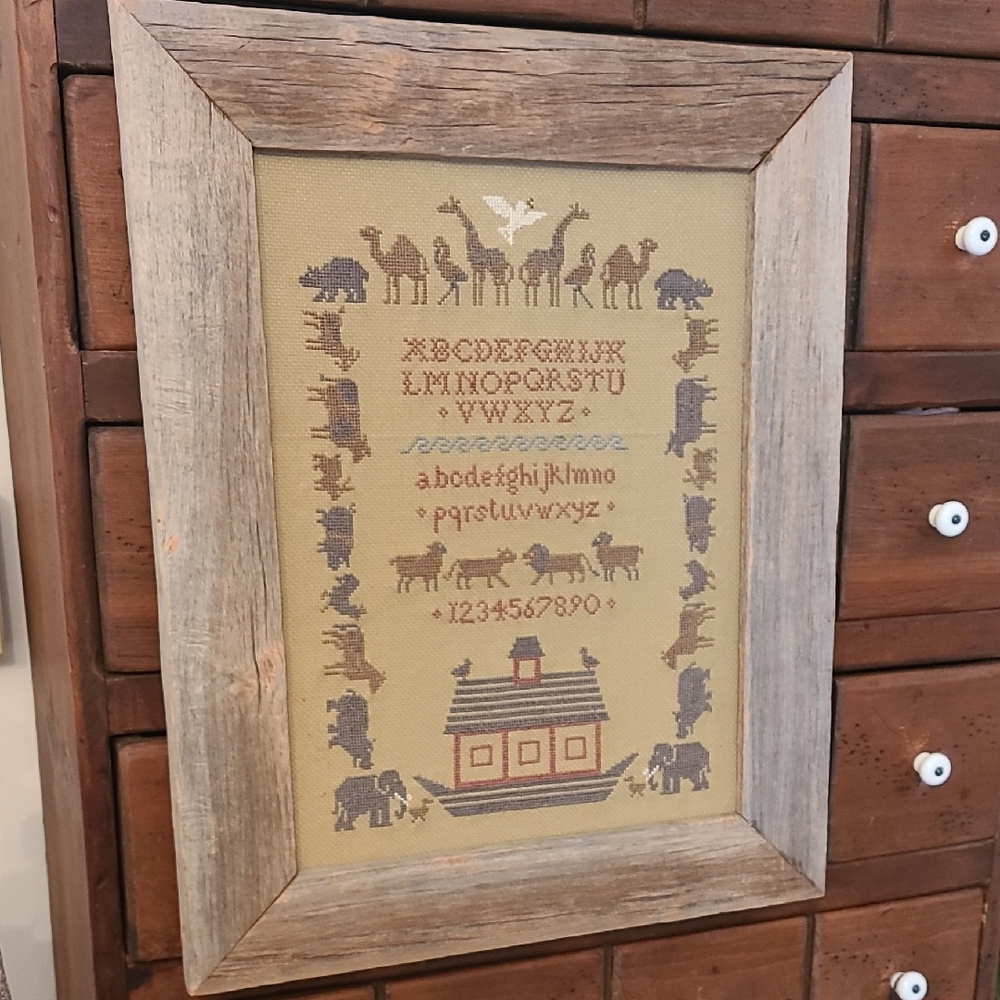 ABCDEFGHIJK
LMNOPQRSTU
VWXYZ
abcdefghijklmno
pqrstuvwxyz
1234567890